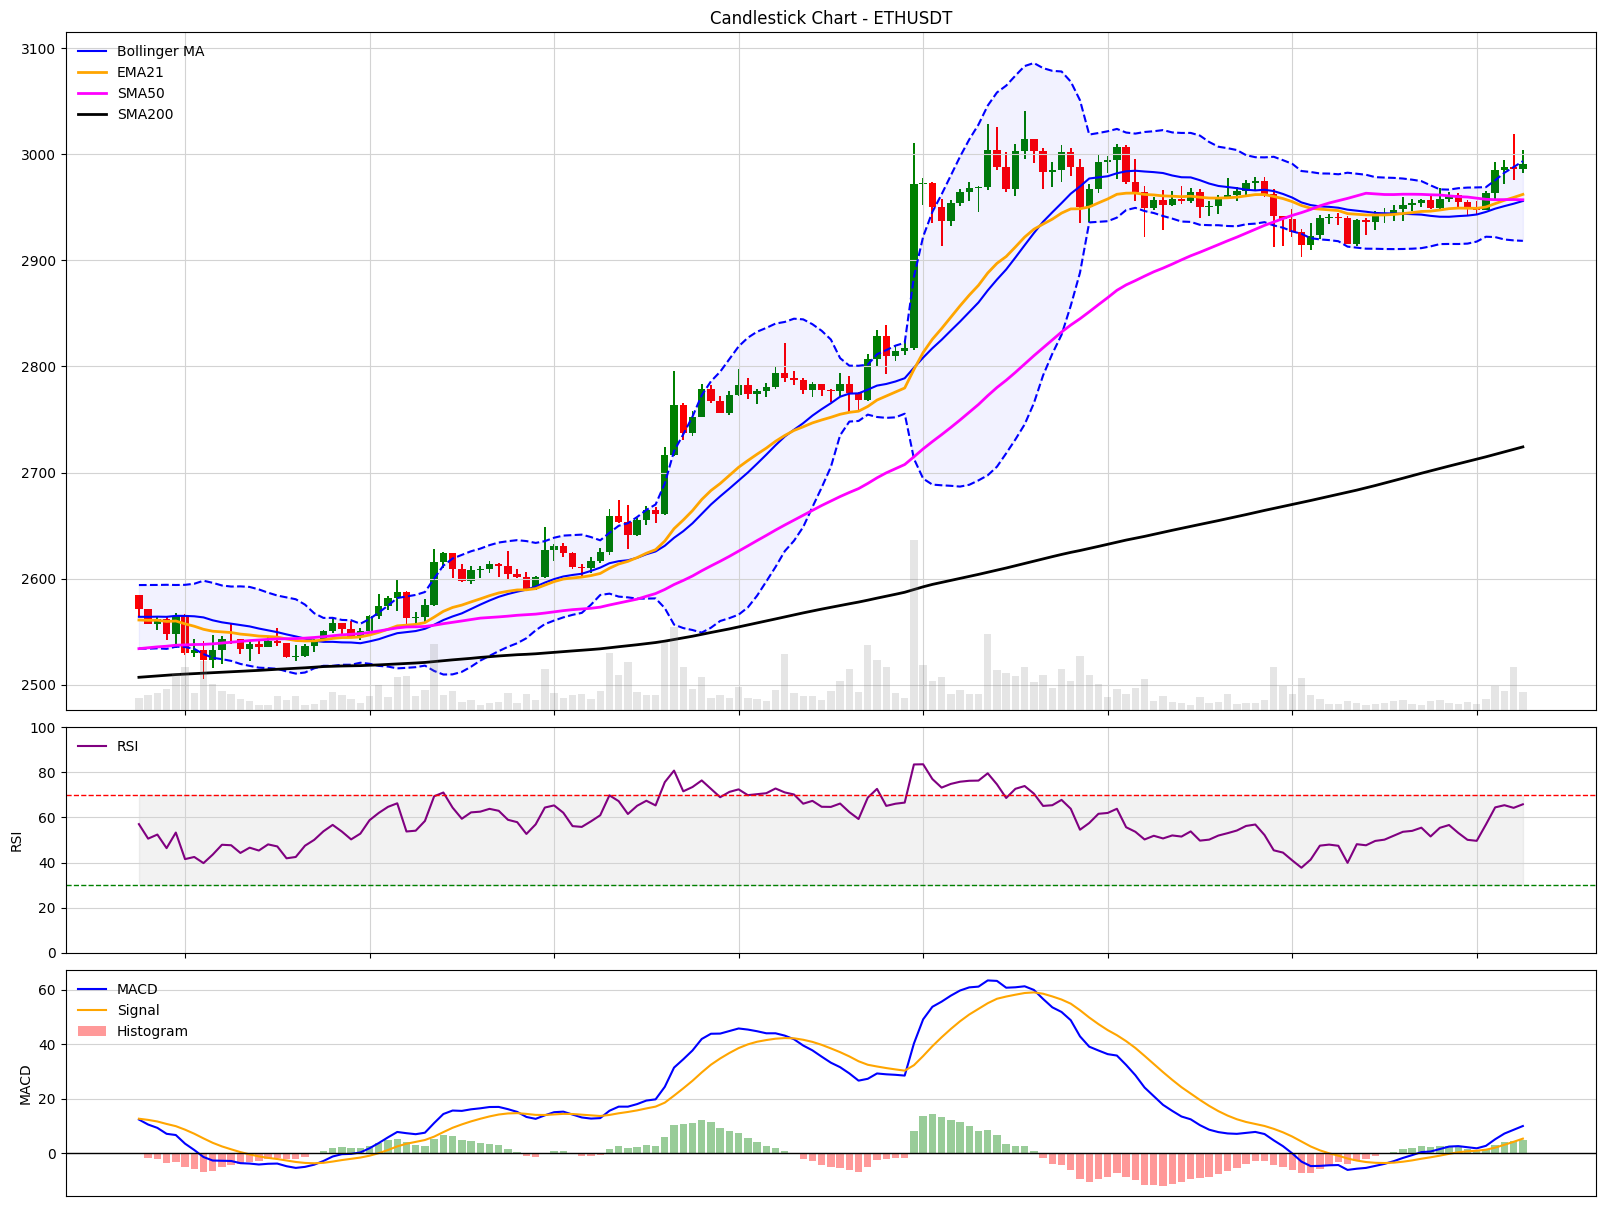 Candlestick Chart - ETHUSDT
Bollinger MA
EMA21
SMA50
SMA200
3100
3000
2900
2800
2700
2600
2500
RSI
RSI
100
80
60
40
20
0
MACD
Signal
Histogram
MACD
60
40
20
0